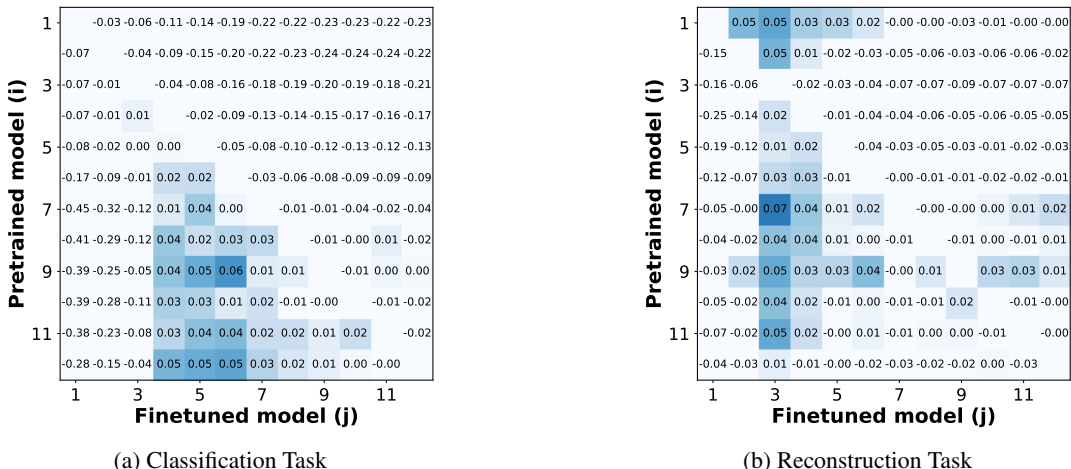 1
3
5
7
9
11
Pretrained model (i)
-0.03 -0.06 -0.11 -0.14 -0.19 -0.22 -0.22 -0.23 -0.22 -0.22 -0.23
-0.07 -0.04 -0.09 -0.15 -0.20 -0.22 -0.23 -0.24 -0.24 -0.24 -0.22
-0.07 -0.01 -0.04 -0.08 -0.16 -0.18 -0.19 -0.20 -0.19 -0.18 -0.21
-0.07 -0.01 0.01 -0.02 -0.09 -0.13 -0.14 -0.17 -0.17 -0.16 -0.17
-0.08 -0.02 0.00 0.00 -0.05 -0.08 -0.10 -0.12 -0.12 -0.12 -0.13
-0.17 -0.09 -0.01 0.02 0.02 -0.03 -0.06 -0.08 -0.08 -0.09 -0.09
-0.45 -0.32 -0.12 0.01 0.04 0.00 -0.01 -0.01 -0.04 -0.02 -0.04
-0.41 -0.29 -0.12 0.04 0.02 0.03 0.03 -0.01 -0.00 0.01 -0.02
-0.39 -0.25 -0.05 0.04 0.05 0.06 0.01 0.01 -0.01 0.00 0.00
-0.39 -0.28 -0.11 0.03 0.03 0.01 0.02 -0.01 -0.00 -0.01 -0.02
-0.38 -0.23 -0.08 0.03 0.04 0.04 0.02 0.02 0.01 0.02 -0.02
-0.28 -0.15 -0.04 0.05 0.05 0.05 0.03 0.02 0.01 -0.00 -0.00
1 3 5 7 9 11
Finetuned model (j)
(a) Classification Task
1
3
5
7
9
11
Pretrained model (i)
0.05 0.05 0.03 0.03 0.02 -0.00 -0.00 -0.03 -0.01 -0.00 -0.00
-0.15 0.05 0.01 -0.02 -0.03 -0.05 -0.06 -0.03 -0.06 -0.06 -0.02
-0.16 -0.06 -0.02 -0.03 -0.04 -0.07 -0.07 -0.09 -0.07 -0.07 -0.06
-0.25 -0.14 0.02 -0.01 -0.04 -0.04 -0.05 -0.06 -0.06 -0.05 -0.05
-0.19 -0.12 0.01 0.02 -0.04 -0.03 -0.05 -0.01 -0.01 -0.02 -0.03
-0.12 -0.07 0.03 0.03 -0.01 -0.00 -0.01 -0.01 -0.02 -0.02 -0.01
-0.05 -0.00 0.07 0.04 0.01 0.02 -0.00 -0.00 0.00 0.01 0.02
-0.04 -0.02 0.04 0.04 -0.01 0.00 -0.01 -0.01 0.00 -0.01 -0.00
-0.03 0.02 0.05 0.03 0.03 0.04 -0.00 0.01 0.03 0.03 0.01
-0.05 -0.02 0.04 0.02 -0.01 0.00 -0.01 -0.01 0.02 -0.01 -0.00
-0.07 -0.02 0.05 0.02 -0.00 0.01 -0.01 0.00 0.00 -0.01 -0.00
-0.04 -0.03 0.01 -0.01 -0.02 -0.02 -0.03 -0.02 -0.02 -0.00 -0.03
1 3 5 7 9 11
Finetuned model (j)
(b) Reconstruction Task